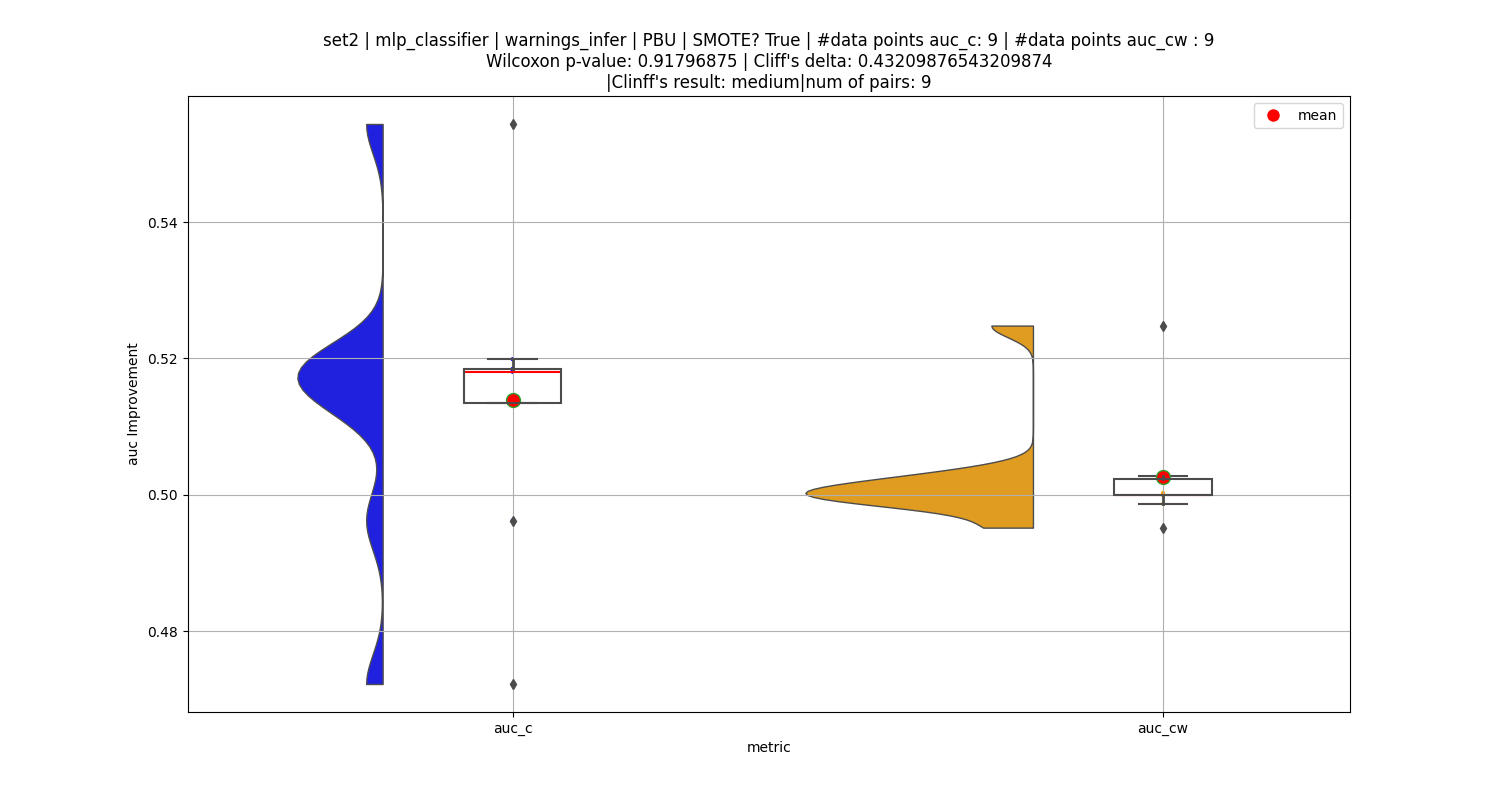 set2 | mlp_classifier | warnings_infer | PBU | SMOTE? True | #data points auc_c: 9 | #data points auc_cw : 9
Wilcoxon p-value: 0.91796875 | Cliff's delta: 0.43209876543209874
|Clinff's result: medium|num of pairs: 9
mean
auc Improvement
0.54
0.52
0.50
0.48
auc_c
auc_cw
metric